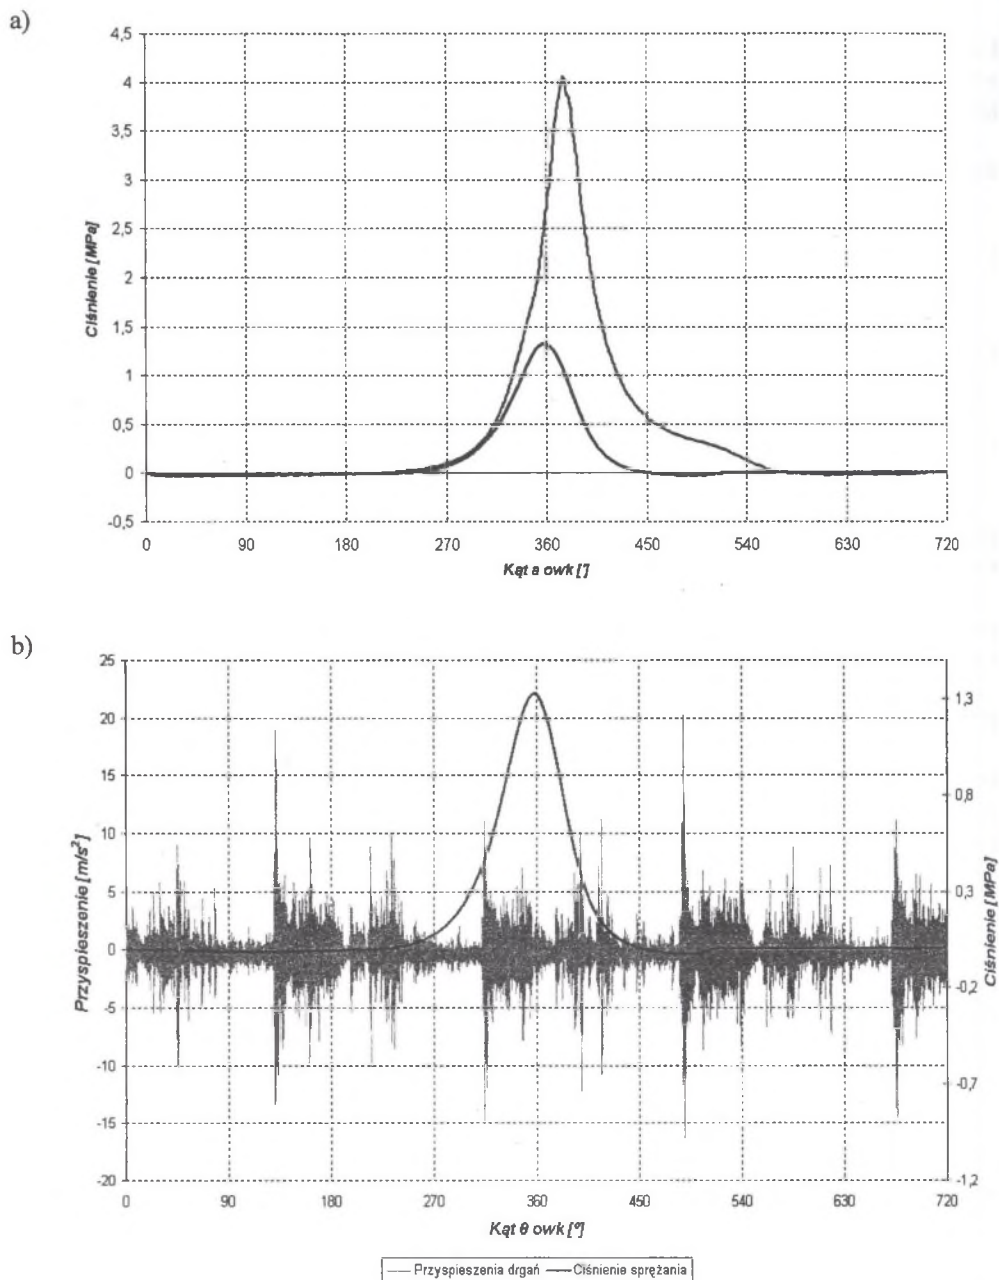 a)
4,5
4
3,5
3
2,5
2
1,5
1
0,5
0
-0,5
Ciśnienie [MPa]
0 90 180 270 360 450 540 630 720
Kąt a owk [°]
b)
25
20
15
10
5
0
-5
-10
-15
-20
Przyspieszenie [m/s²]
1,3
0,8
0,3
-0,2
-0,7
-1,2
Ciśnienie [MPa]
0 90 180 270 360 450 540 630 720
Kąt θ owk [°]
Przyspieszenia drgań Ciśnienie sprężania